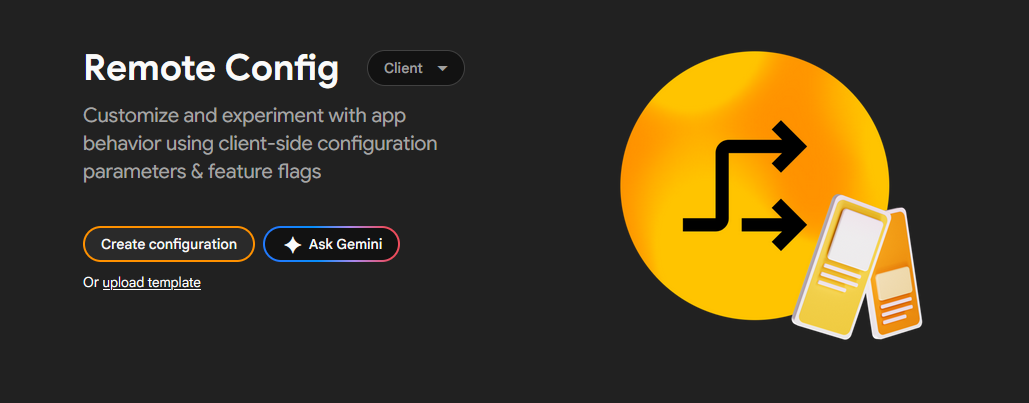 Remote Config
Client
Customize and experiment with app
behavior using client-side configuration
parameters & feature flags
Create configuration
Ask Gemini
Or upload template